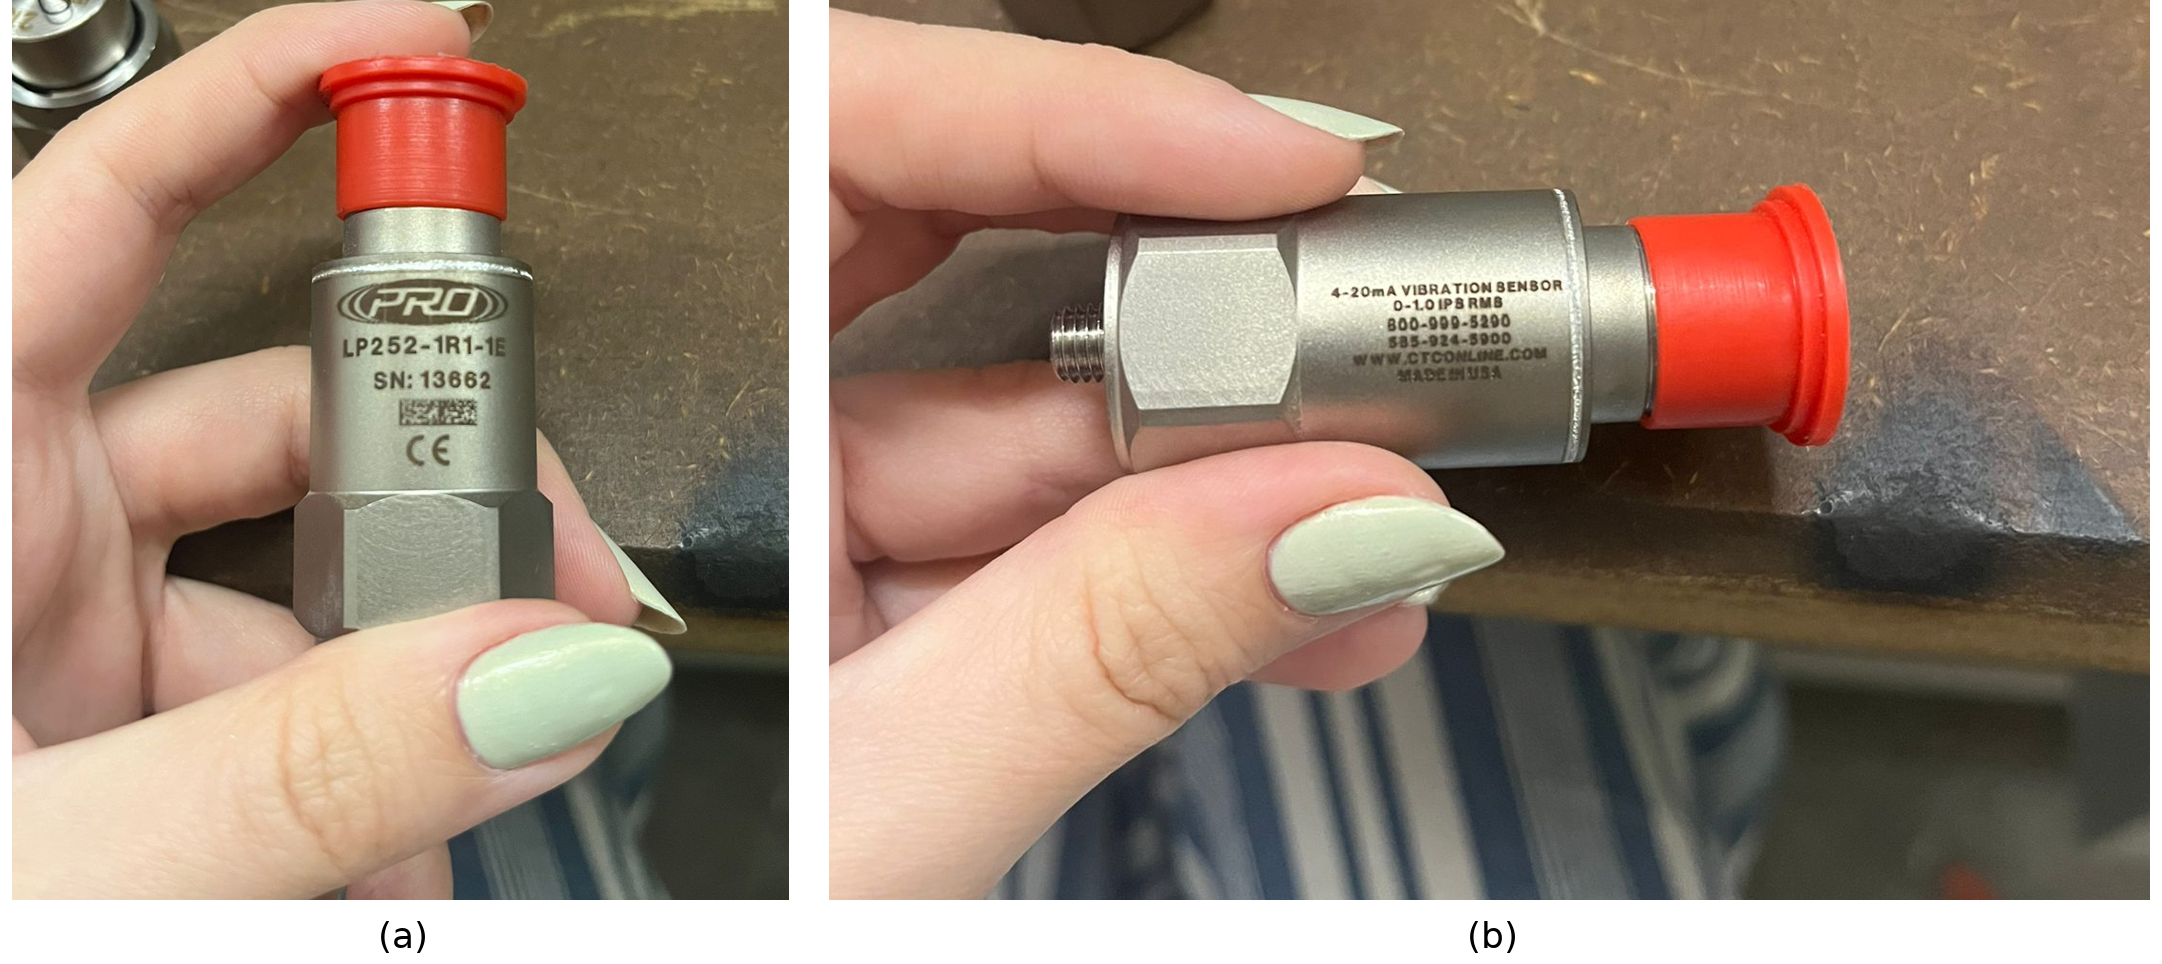 PRO
LP252-1R1-1E
SN: 13662
CE
(a)
4-20mA VIBRATION SENSOR
0-1.0 IPS RMS
800-999-5290
585-924-5900
WWW.CTCONLINE.COM
MADE IN USA
(b)